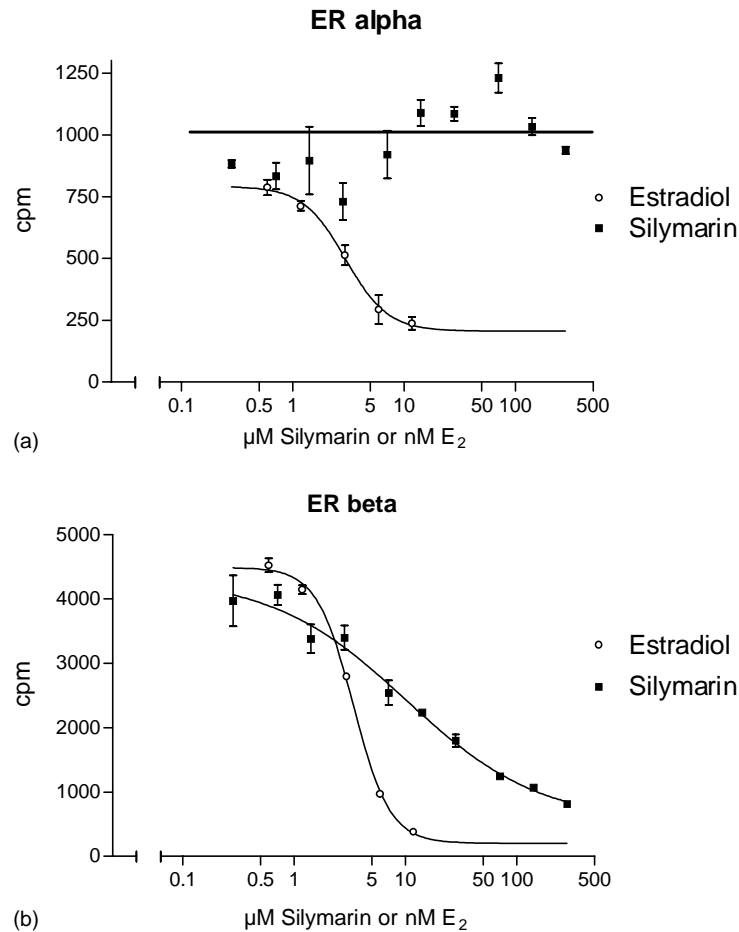 ER alpha
1250
1000
750
500
250
0
cpm
0.1 0.5 1 5 10 50 100 500
µM Silymarin or nM E2
Estradiol
Silymarin
(a)
ER beta
5000
4000
3000
2000
1000
0
cpm
0.1 0.5 1 5 10 50 100 500
µM Silymarin or nM E2
Estradiol
Silymarin
(b)